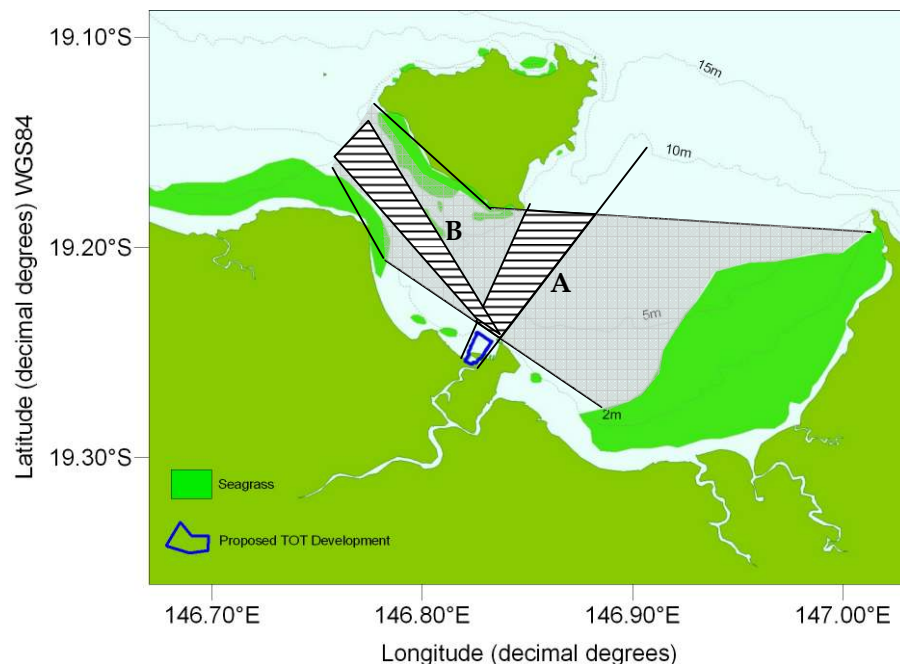 19.10°S
15m
10m
Latitude (decimal degrees) WGS84
19.20°S
B
A
5m
2m
19.30°S
Seagrass
Proposed TOT Development
146.70°E
146.80°E
146.90°E
147.00°E
Longitude (decimal degrees)